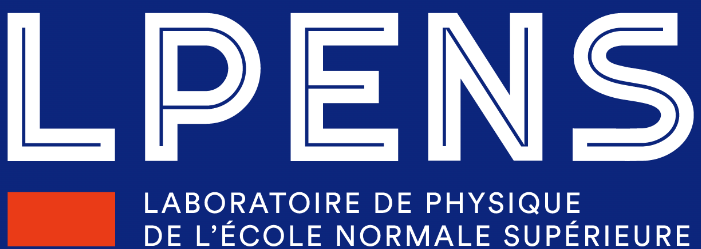 LPENS
LABORATOIRE DE PHYSIQUE
DE L’ÉCOLE NORMALE SUPÉRIEURE